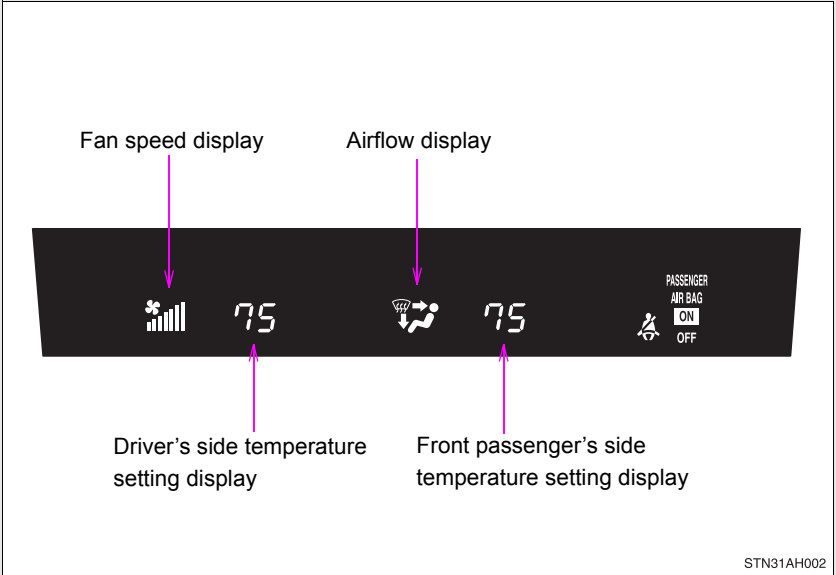 Fan speed display
Airflow display
PASSENGER
AIR BAG
75
75
ON
OFF
Driver’s side temperature
setting display
Front passenger’s side
temperature setting display
STN31AH002